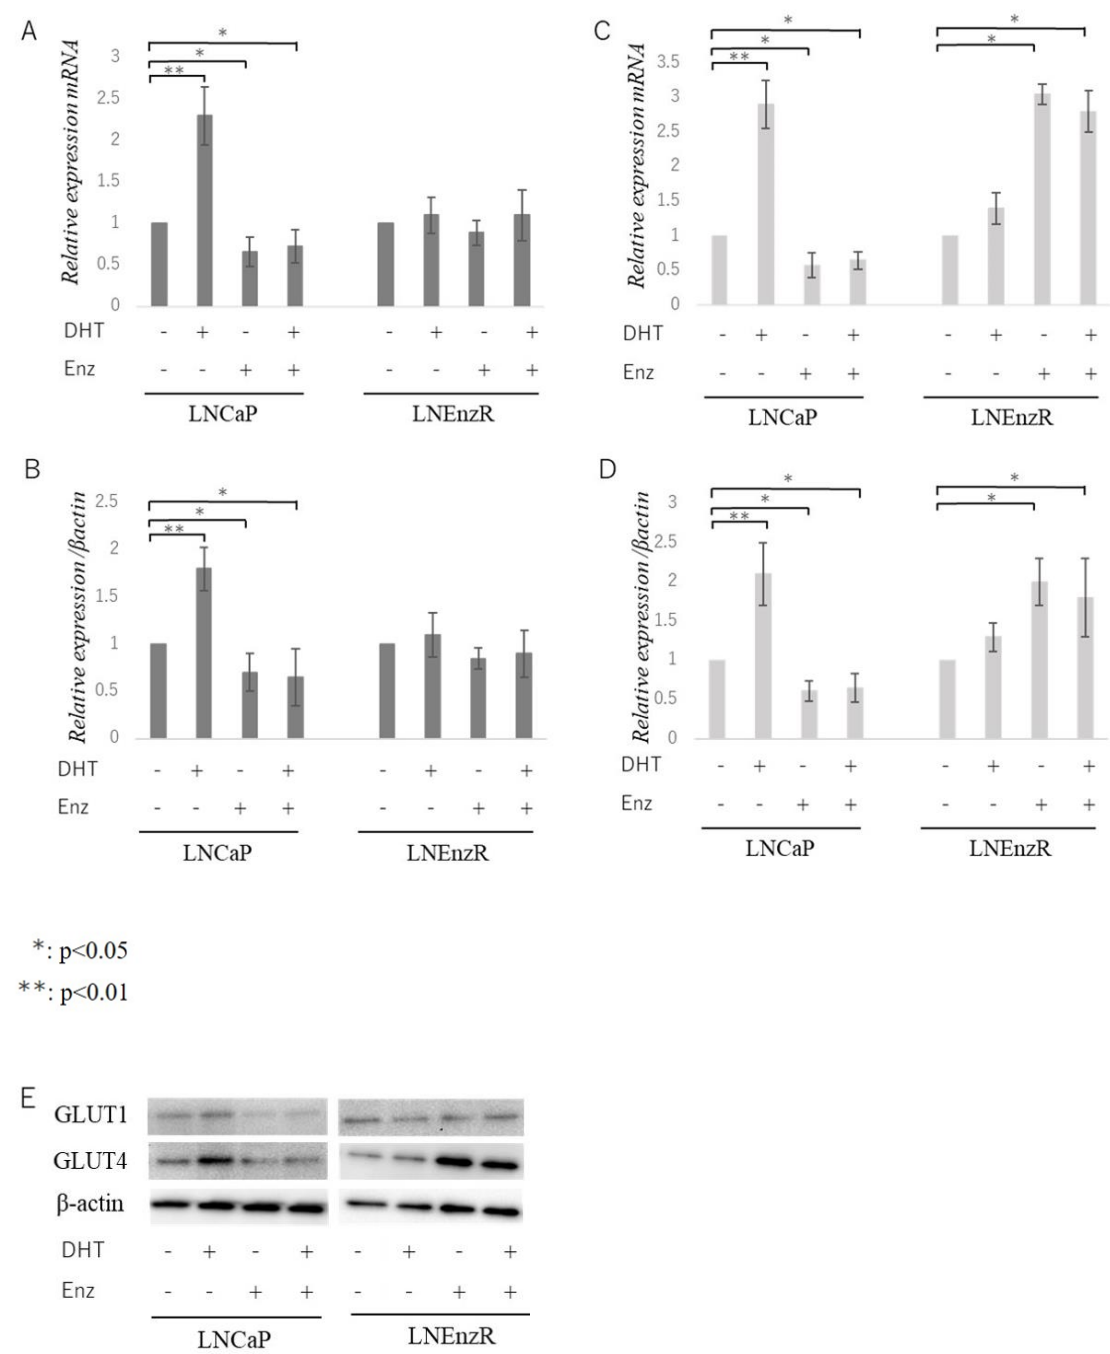 A
Relative expression mRNA
3
2.5
2
1.5
1
0.5
0
*
*
**
DHT - + - + - + - +
Enz - - + + - - + +
LNCaP LNEnzR
C
Relative expression mRNA
3.5
3
2.5
2
1.5
1
0.5
0
*
*
**
*
*
DHT - + - + - + - +
Enz - - + + - - + +
LNCaP LNEnzR
B
Relative expression/βactin
2.5
2
1.5
1
0.5
0
*
*
**
DHT - + - + - + - +
Enz - - + + - - + +
LNCaP LNEnzR
D
Relative expression/βactin
3
2.5
2
1.5
1
0.5
0
*
*
**
*
*
DHT - + - + - + - +
Enz - - + + - - + +
LNCaP LNEnzR
*: p<0.05
**: p<0.01
E
GLUT1
GLUT4
β-actin
DHT - + - + - + - +
Enz - - + + - - + +
LNCaP LNEnzR